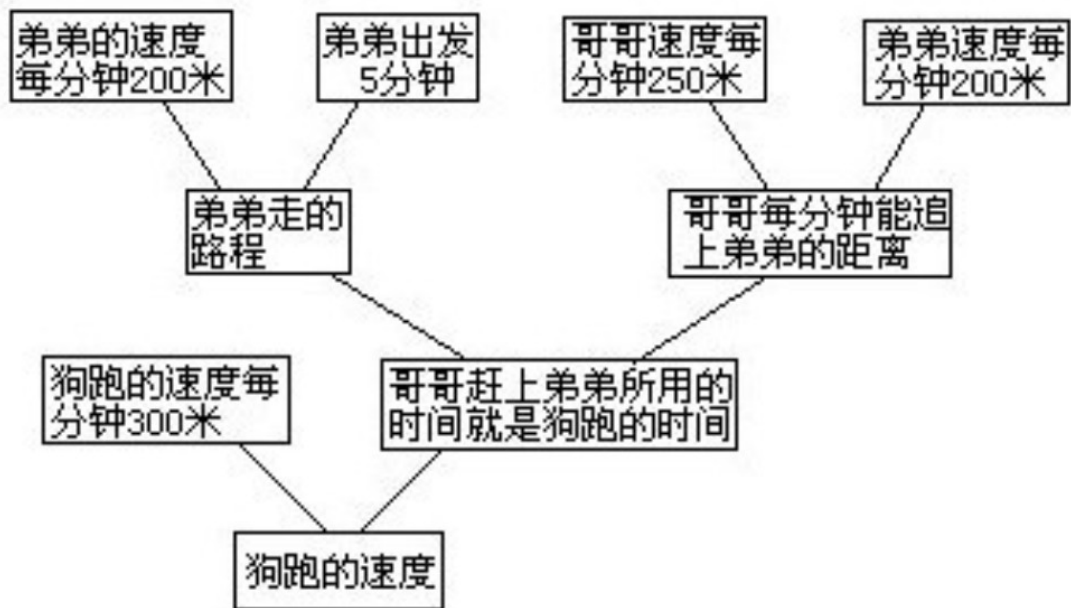 弟弟的速度
每分钟200米
弟弟出发
5分钟
哥哥速度每
分钟250米
弟弟速度每
分钟200米
弟弟走的
路程
哥哥每分钟能追
上弟弟的距离
狗跑的速度每
分钟300米
哥哥赶上弟弟所用的
时间就是狗跑的时间
狗跑的速度